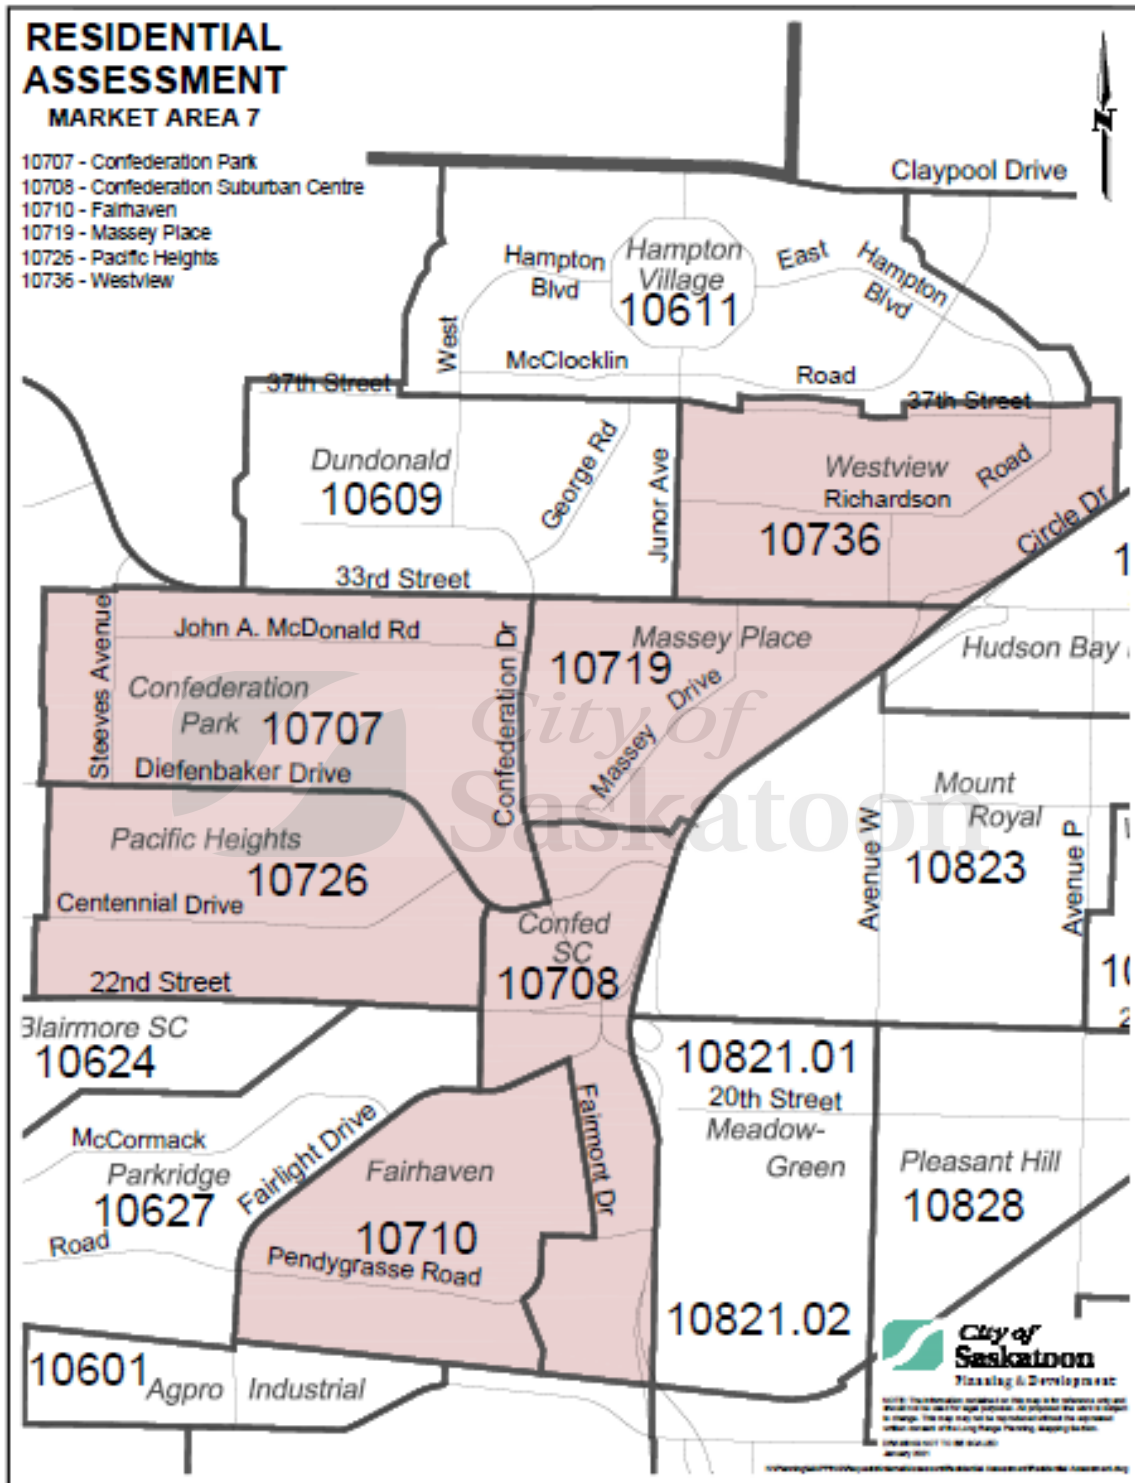 RESIDENTIAL
ASSESSMENT
MARKET AREA 7
10707 - Confederation Park
10708 - Confederation Suburban Centre
10710 - Fairhaven
10719 - Massey Place
10726 - Pacific Heights
10736 - Westview
N
Claypool Drive
Hampton
Blvd
West
Hampton
Village
10611
East
Hampton
Blvd
McClocklin
Road
37th Street
37th Street
Dundonald
10609
George Rd
Junor Ave
Westview
Richardson
Road
10736
Circle Dr
33rd Street
Steeves Avenue
John A. McDonald Rd
Confederation
Park
10707
Diefenbaker Drive
Confederation Dr
Massey Place
10719
Massey
Drive
Hudson Bay
City of
Saskatoon
Pacific Heights
10726
Centennial Drive
22nd Street
Mount
Royal
10823
Avenue W
Avenue P
Confed
SC
10708
Blairmore SC
10624
10821.01
20th Street
Meadow-
Green
10821.02
Pleasant Hill
10828
McCormack
Parkridge
10627
Road
Fairlight Drive
Fairhaven
10710
Pendygrasse Road
Fairmont Dr
10601
Agpro Industrial
City of
Saskatoon
Planning & Development